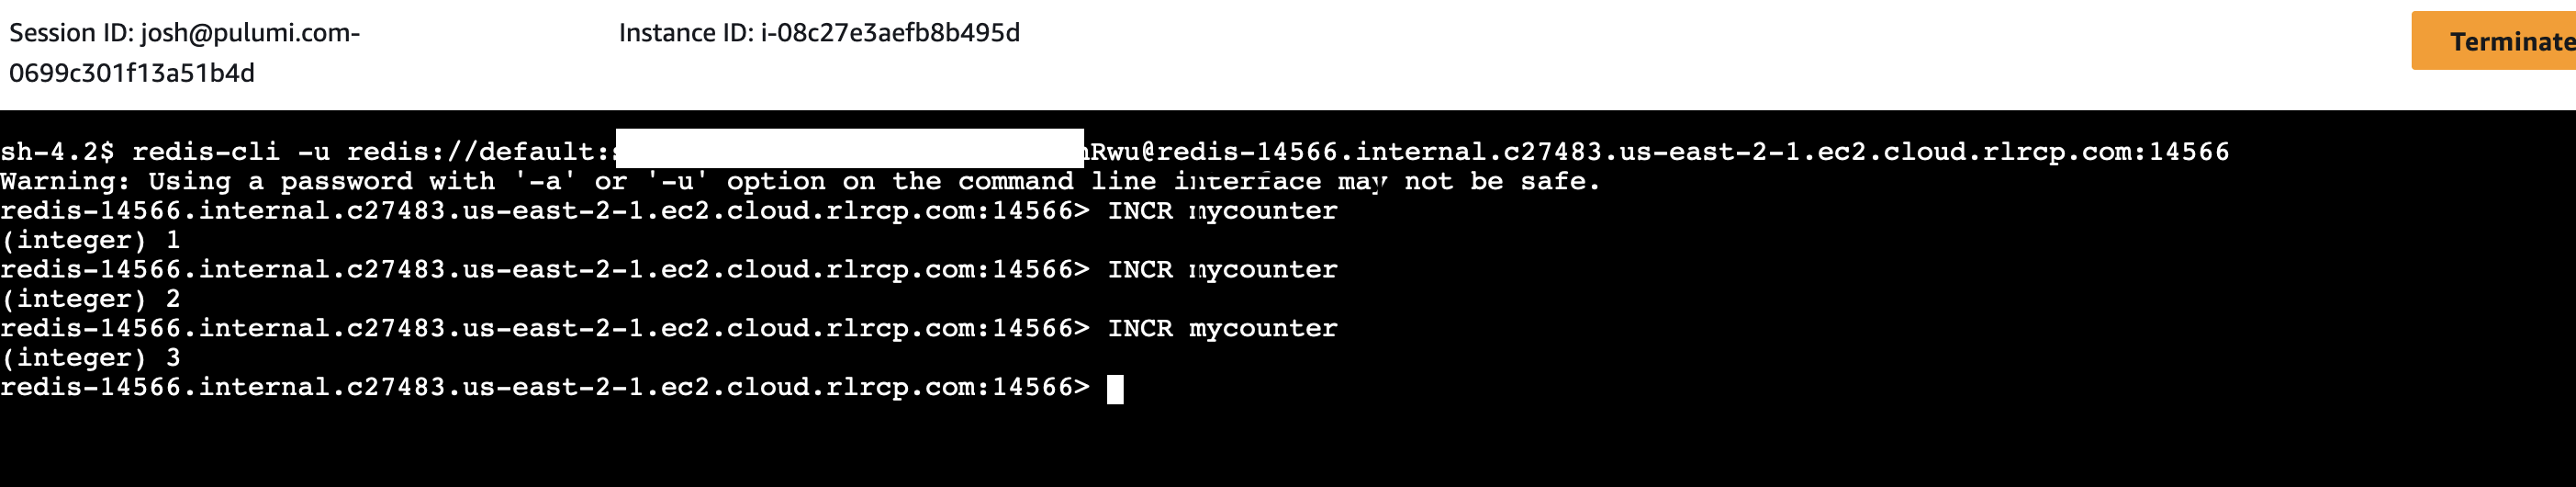 Session ID: josh@pulumi.com-
0699c301f13a51b4d
Instance ID: i-08c27e3aefb8b495d
Terminate
sh-4.2$ redis-cli -u redis://default: Rwu@redis-14566.internal.c27483.us-east-2-1.ec2.cloud.rlrcp.com:14566
Warning: Using a password with '-a' or '-u' option on the command line interface may not be safe.
redis-14566.internal.c27483.us-east-2-1.ec2.cloud.rlrcp.com:14566> INCR mycounter
(integer) 1
redis-14566.internal.c27483.us-east-2-1.ec2.cloud.rlrcp.com:14566> INCR mycounter
(integer) 2
redis-14566.internal.c27483.us-east-2-1.ec2.cloud.rlrcp.com:14566> INCR mycounter
(integer) 3
redis-14566.internal.c27483.us-east-2-1.ec2.cloud.rlrcp.com:14566>